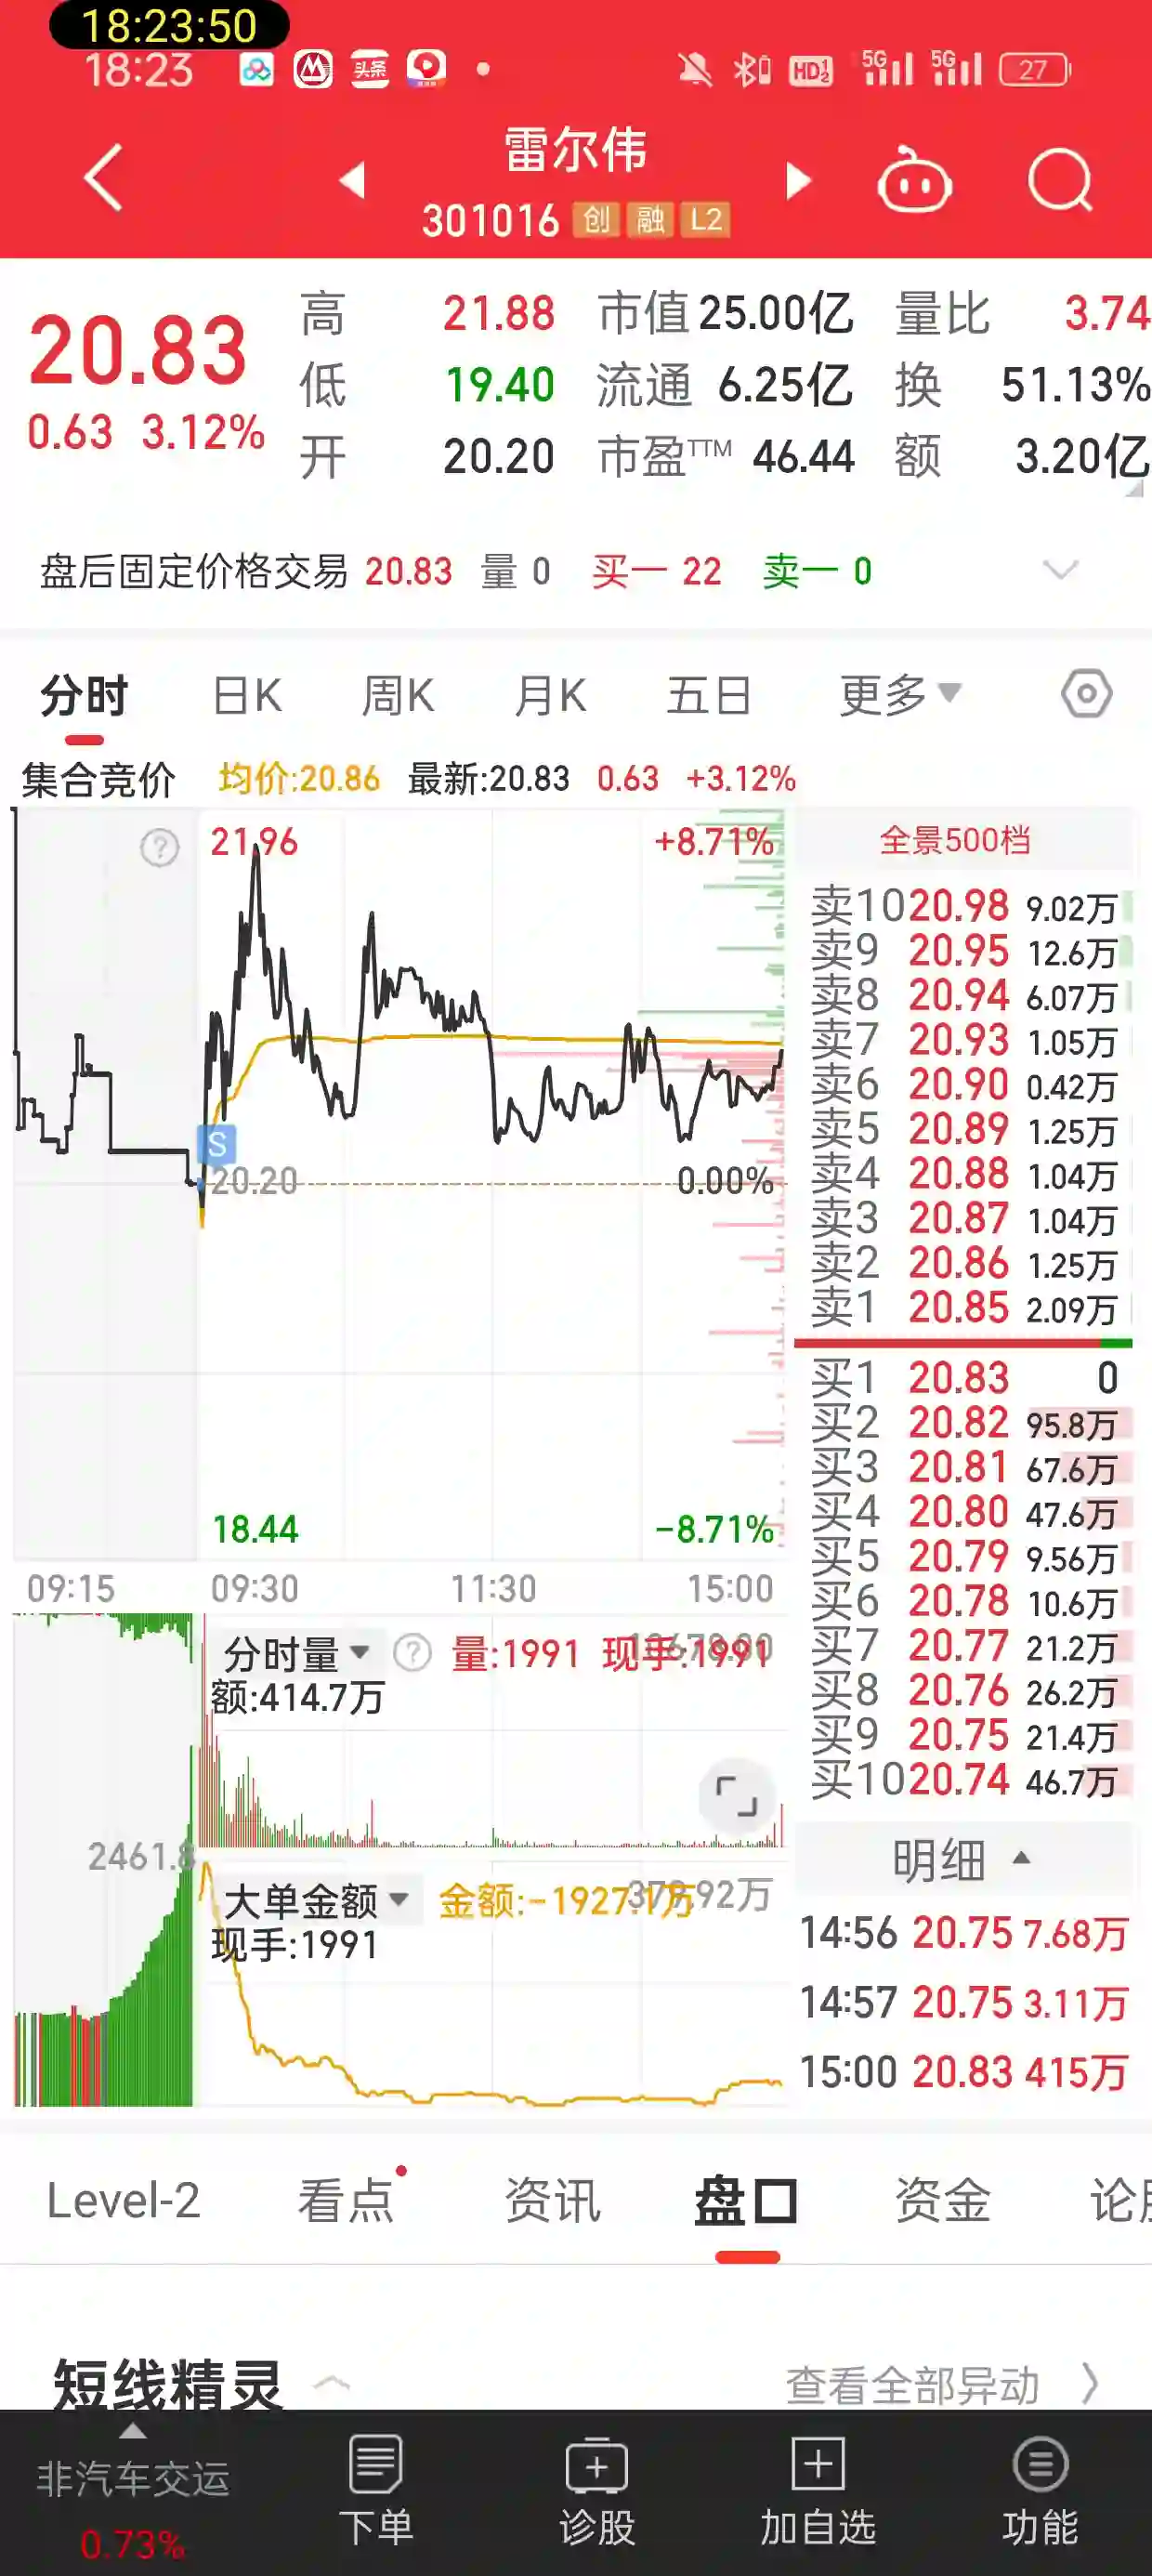 18:23:50
18:23 头条 HD1 2 5G 5G 27
雷尔伟
301016 创 融 L2
20.83
0.63 3.12%
高 21.88 市值 25.00亿 量比 3.74
低 19.40 流通 6.25亿 换 51.13%
开 20.20 市盈TTM 46.44 额 3.20亿
盘后固定价格交易 20.83 量 0 买一 22 卖一 0
分时 日K 周K 月K 五日 更多
集合竞价 均价:20.86 最新:20.83 0.63 +3.12%
21.96 +8.71%
S
20.20 0.00%
18.44 -8.71%
09:15 09:30 11:30 15:00
分时量 ? 量:1991 现手:1991
额:414.7万
2461.8
大单金额 金额:-1927.1万
现手:1991
全景500档
卖10 20.98 9.02万
卖9 20.95 12.6万
卖8 20.94 6.07万
卖7 20.93 1.05万
卖6 20.90 0.42万
卖5 20.89 1.25万
卖4 20.88 1.04万
卖3 20.87 1.04万
卖2 20.86 1.25万
卖1 20.85 2.09万
买1 20.83 0
买2 20.82 95.8万
买3 20.81 67.6万
买4 20.80 47.6万
买5 20.79 9.56万
买6 20.78 10.6万
买7 20.77 21.2万
买8 20.76 26.2万
买9 20.75 21.4万
买10 20.74 46.7万
明细
14:56 20.75 7.68万
14:57 20.75 3.11万
15:00 20.83 415万
Level-2 看点 资讯 盘口 资金 论
短线精灵 查看全部异动
非汽车交运
0.73%
下单 诊股 加自选 功能